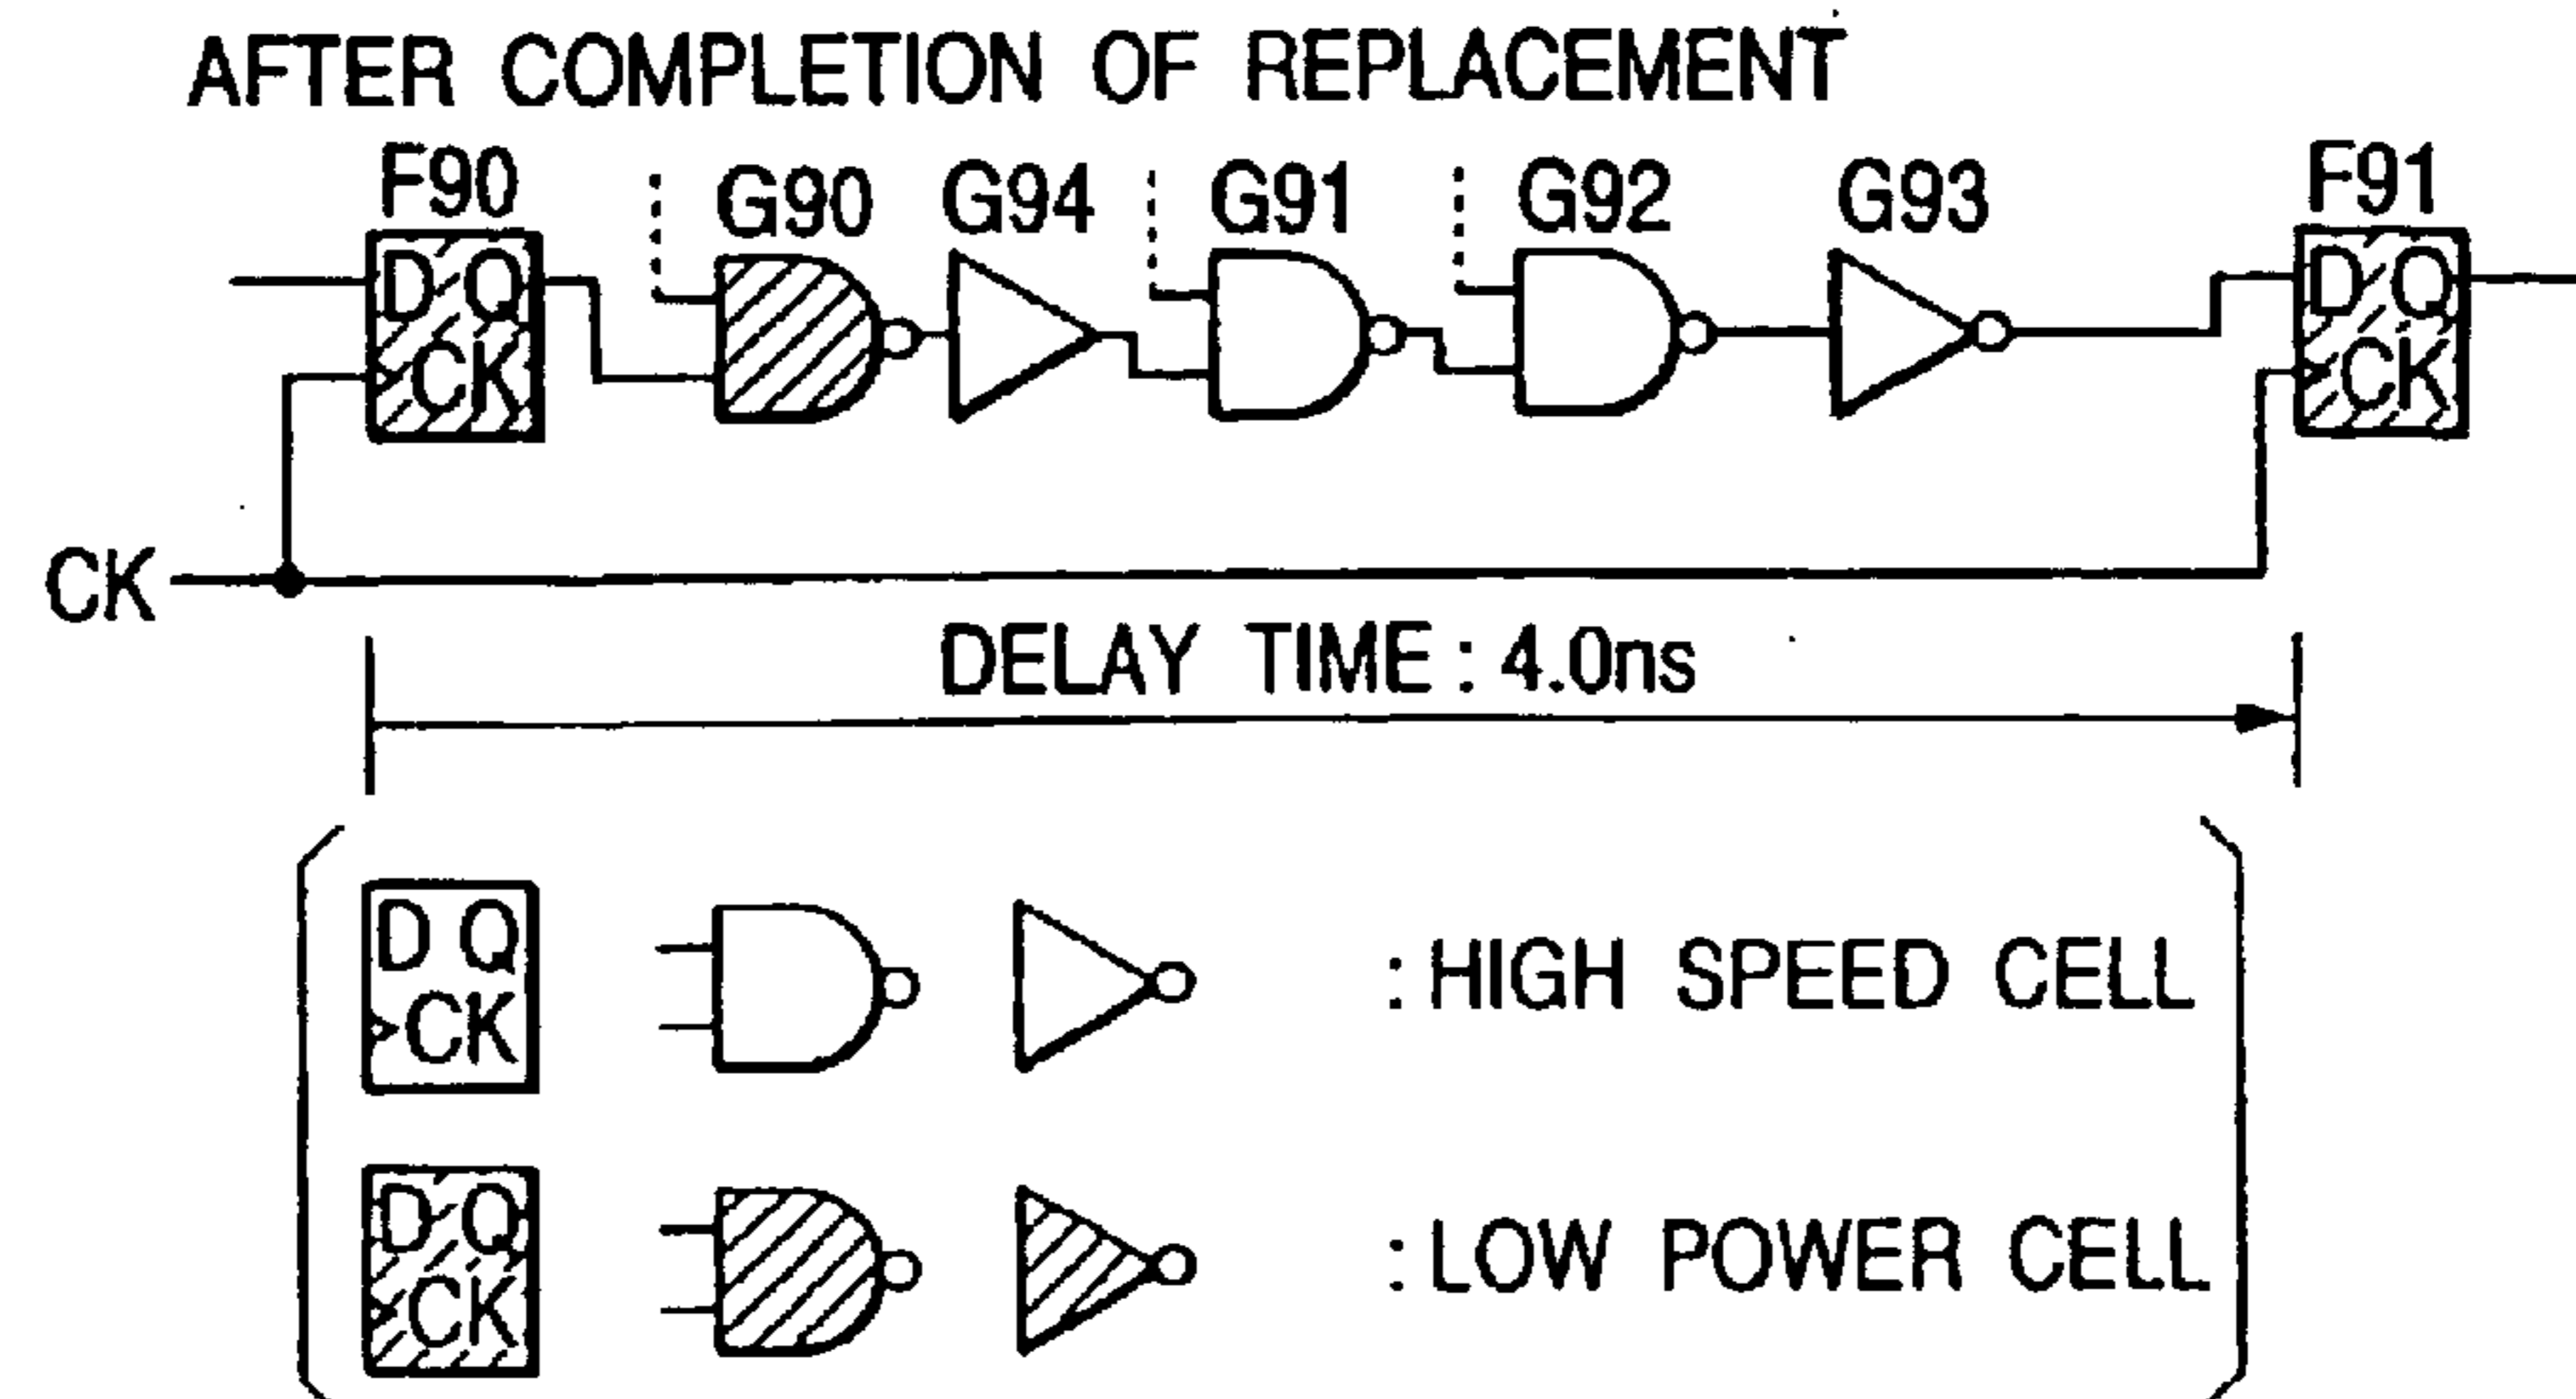 AFTER COMPLETION OF REPLACEMENT
F90 G90 G94 G91 G92 G93 F91
D Q D Q
CK CK
CK
DELAY TIME : 4.0ns
D Q
CK
: HIGH SPEED CELL
D Q
CK
: LOW POWER CELL